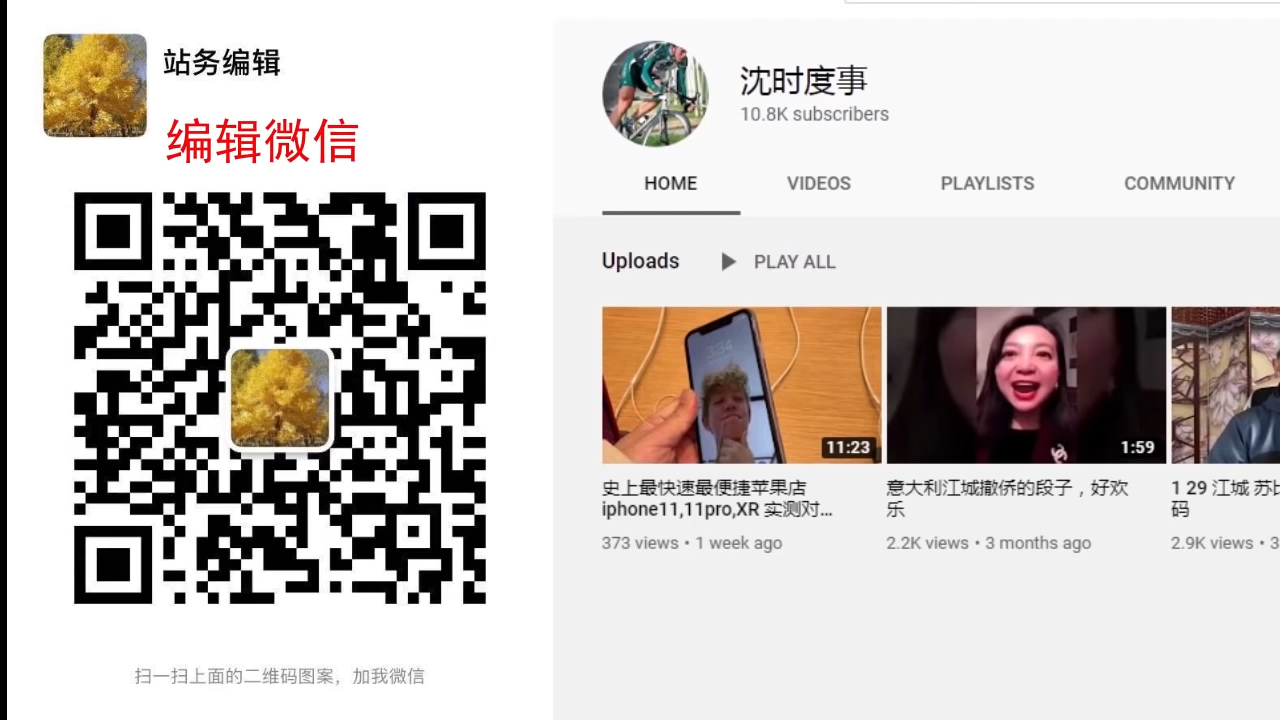 站务编辑
编辑微信
扫一扫上面的二维码图案，加我微信
沈时度事
10.8K subscribers
HOME VIDEOS PLAYLISTS COMMUNITY
Uploads PLAY ALL
3:34
11:23
1:59
史上最快速最便捷苹果店
iphone11,11pro,XR 实测对...
373 views • 1 week ago
意大利江城撤侨的段子，好欢
乐
2.2K views • 3 months ago
1 29 江城 苏
码
2.9K views • 3